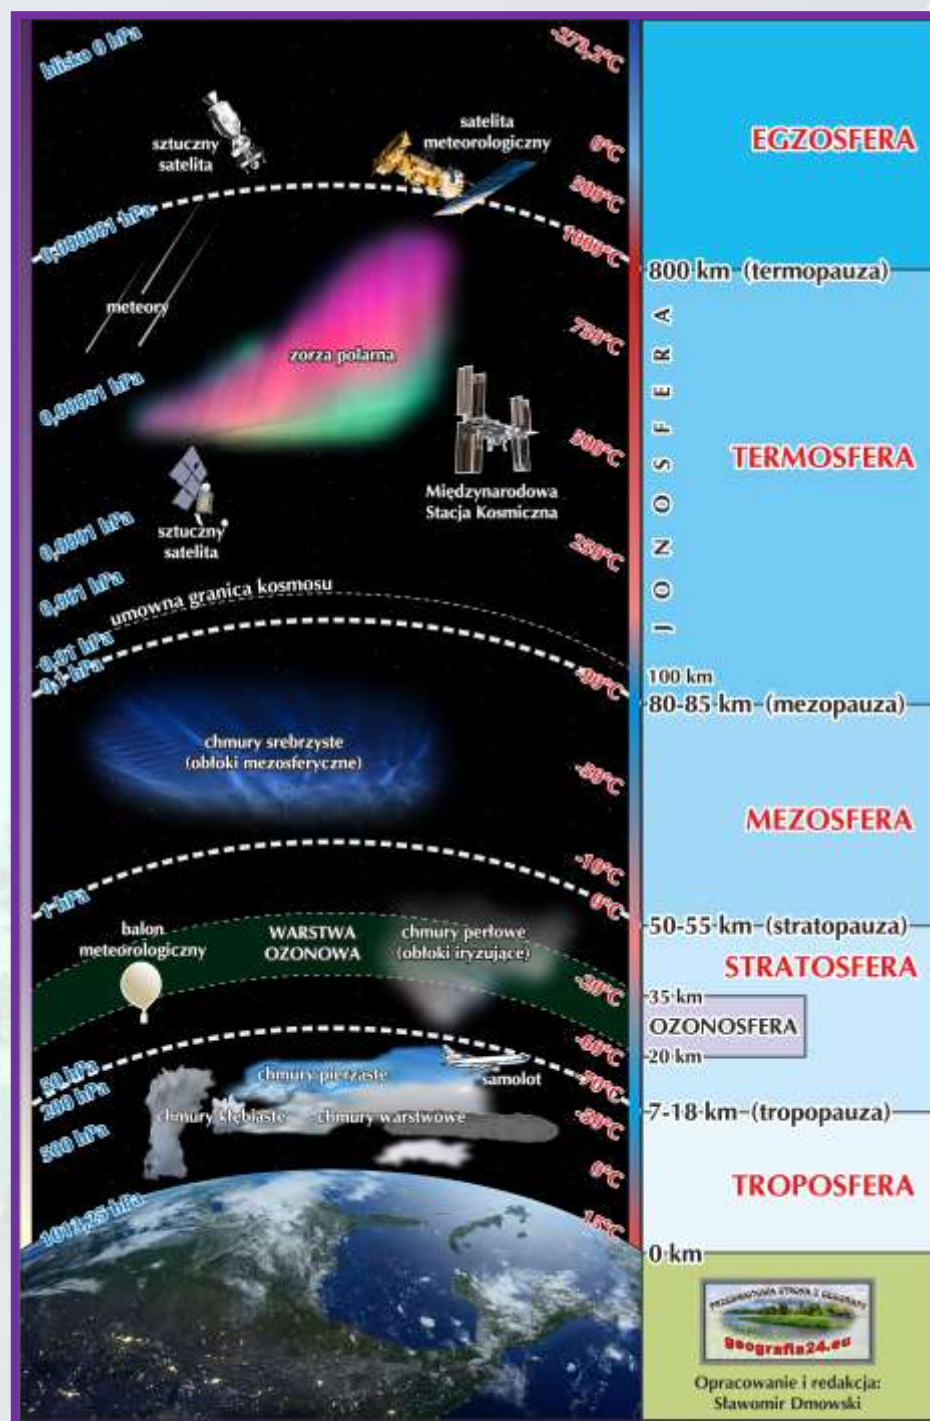 blisko 0 hPa
-273,2°C
sztuczny
satelita
satelita
meteorologiczny
0°C
500°C
EGZOSFERA
0,000001 hPa
1000°C
800 km (termopauza)
meteory
zorza polarna
750°C
0,00001 hPa
500°C
JONOSFERA
TERMOSFERA
Międzynarodowa
Stacja Kosmiczna
sztuczny
satelita
0,0001 hPa
250°C
0,001 hPa
umowna granica kosmosu
0,01 hPa
0,1 hPa
-90°C
100 km
80-85 km (mezopauza)
chmury srebrzyste
(obłoki mezosferyczne)
-50°C
MEZOSFERA
-10°C
1 hPa
0°C
50-55 km (stratopauza)
balon
meteorologiczny
WARSTWA
OZONOWA
chmury perłowe
(obłoki iryzujące)
STRATOSFERA
-20°C
35 km
OZONOSFERA
20 km
-60°C
50 hPa
-70°C
200 hPa
chmury pierzaste
samolot
chmury kłębiaste
chmury warstwowe
-50°C
7-18 km (tropopauza)
500 hPa
0°C
TROPOSFERA
1013,25 hPa
15°C
0 km
geografia24.eu
Opracowanie i redakcja:
Sławomir Dmowski